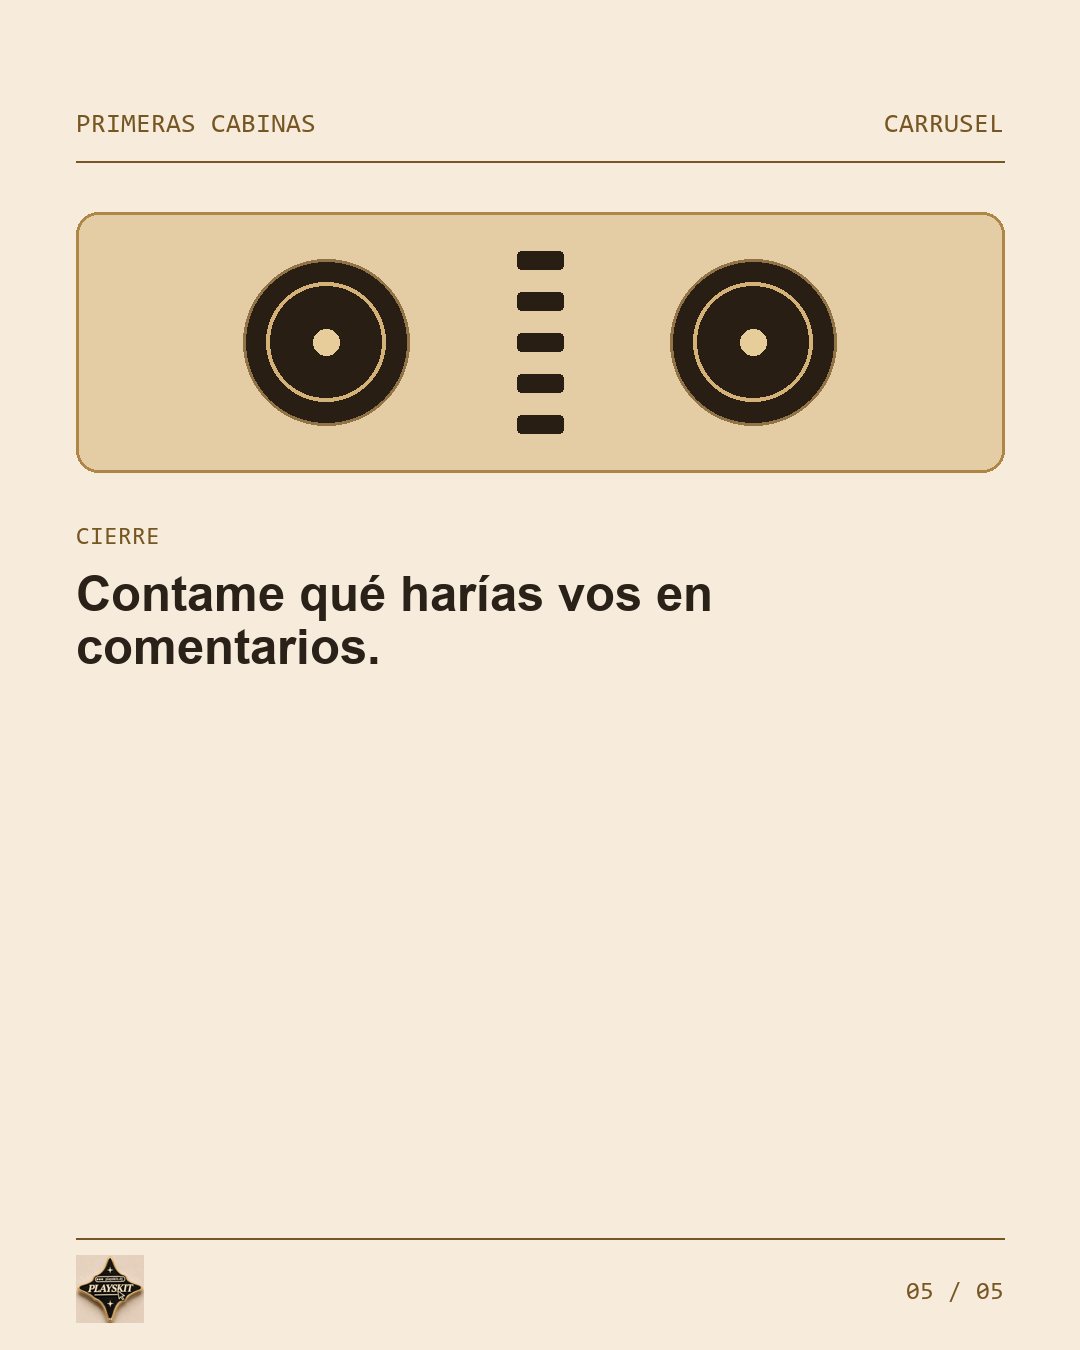 PRIMERAS CABINAS
CARRUSEL
CIERRE
Contame qué harías vos en
comentarios.
PLAYSKIT
05 / 05